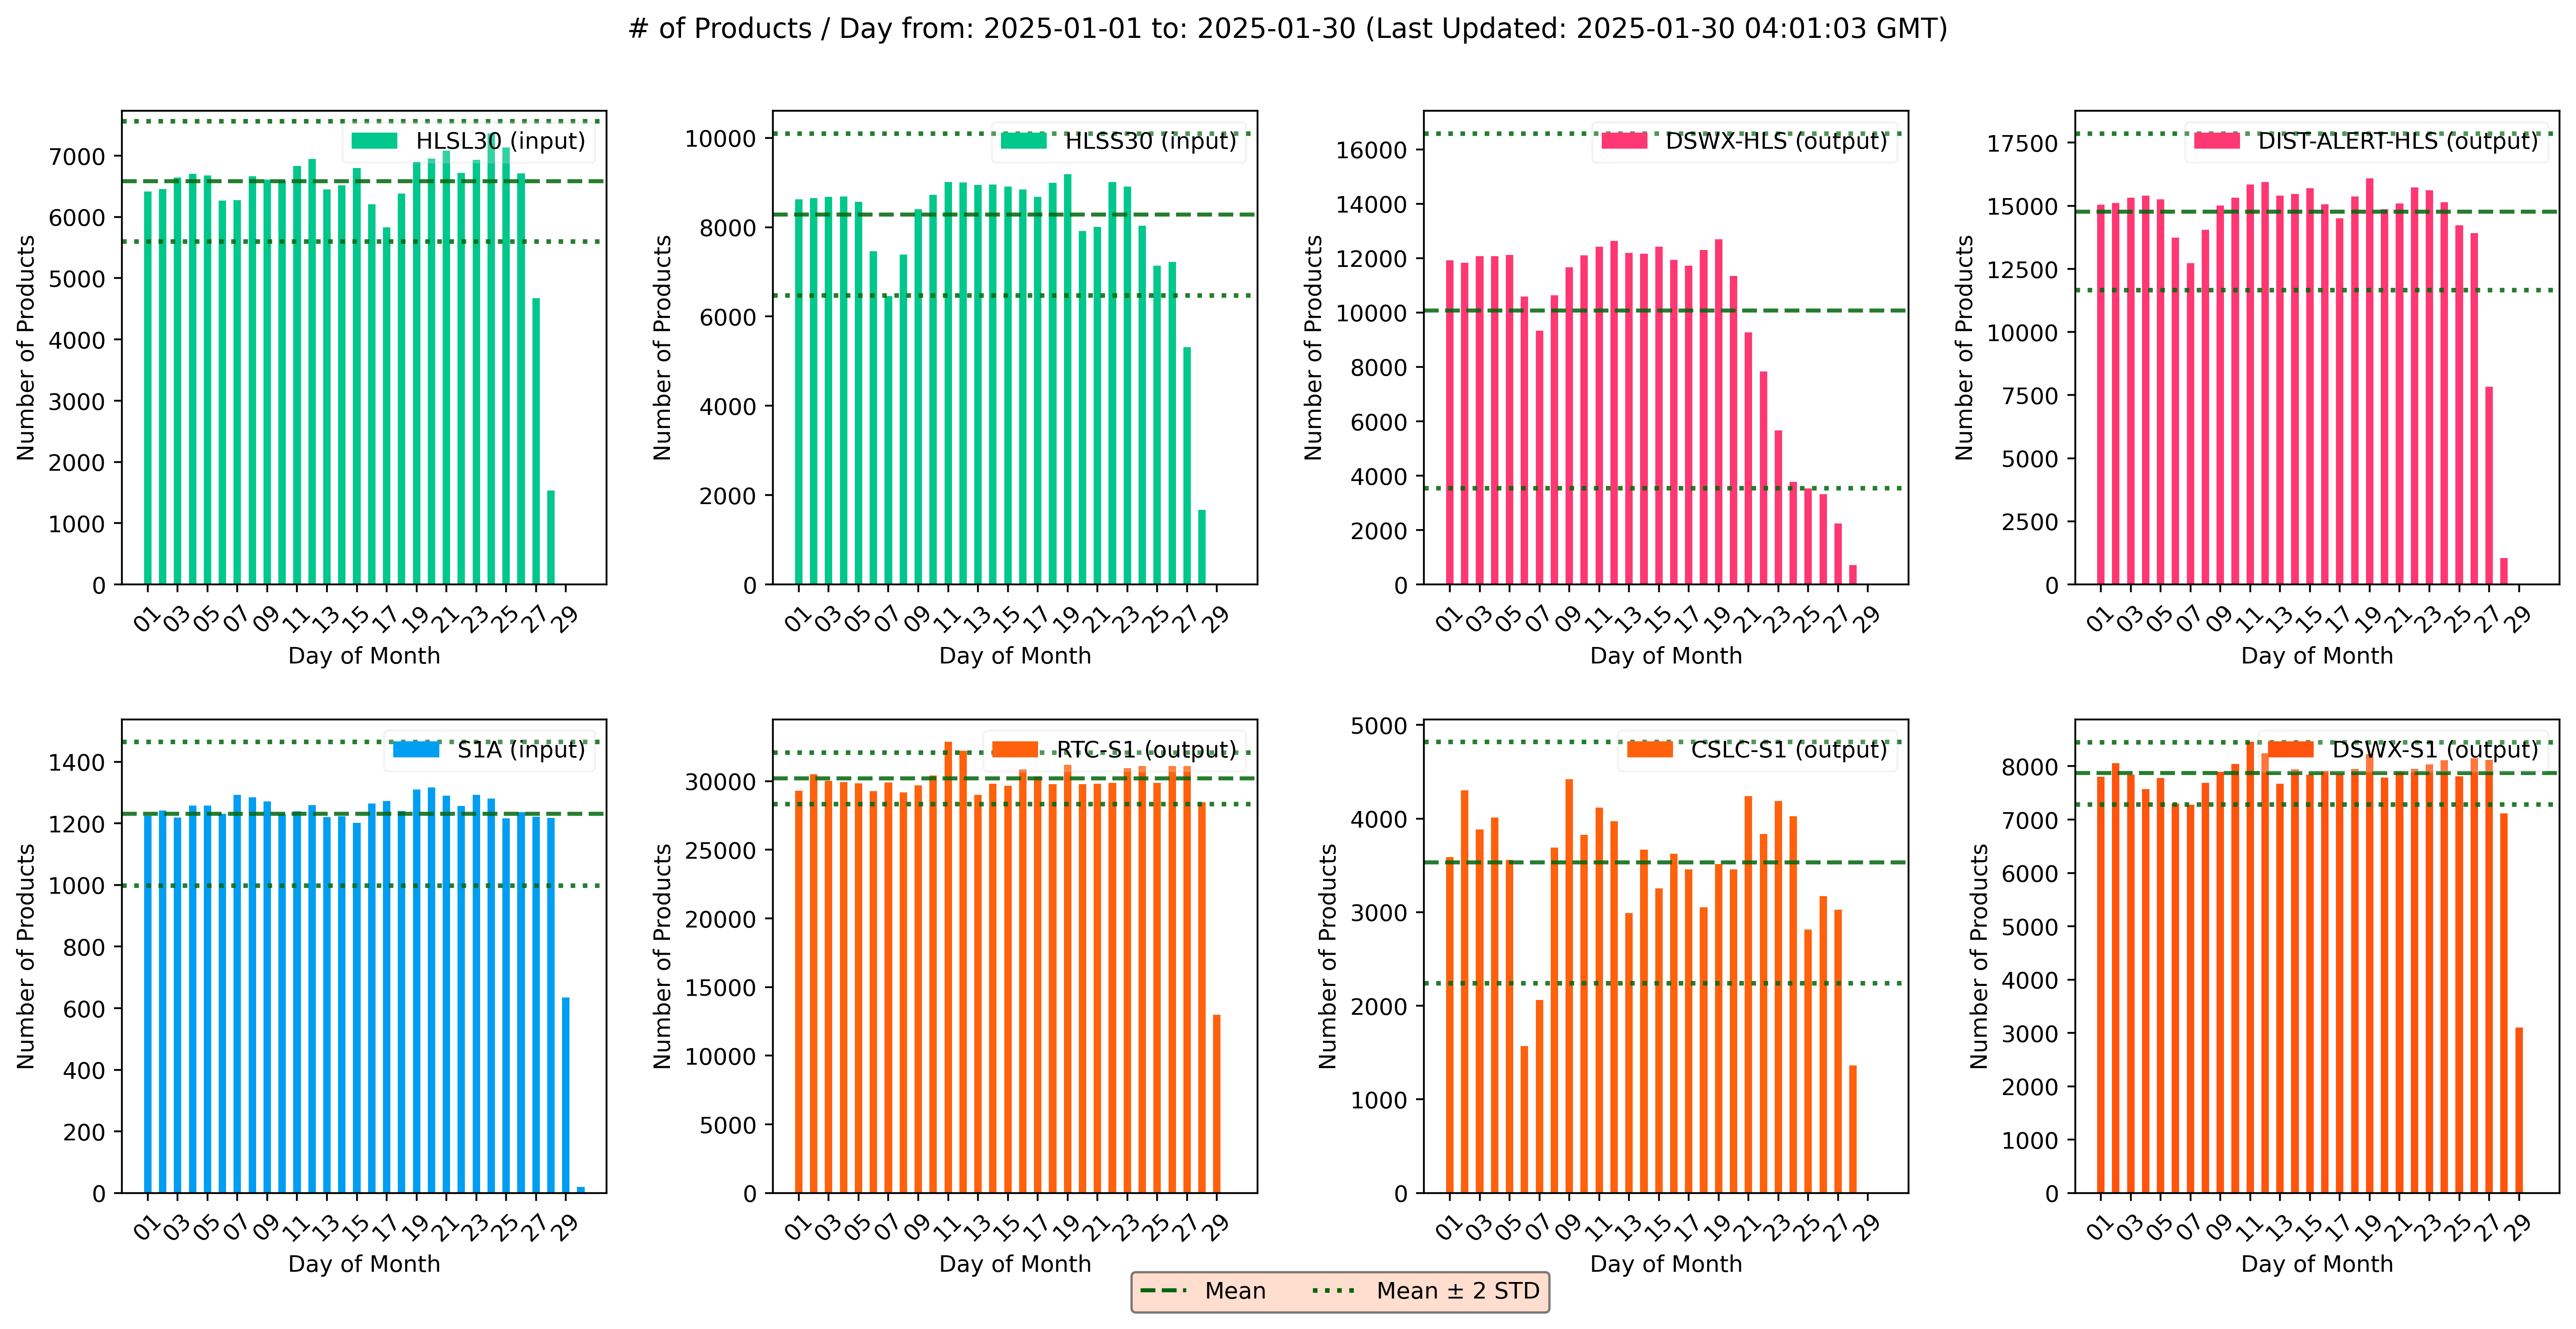 # of Products / Day from: 2025-01-01 to: 2025-01-30 (Last Updated: 2025-01-30 04:01:03 GMT)
HLSL30 (input)
Number of Products
7000
6000
5000
4000
3000
2000
1000
0
01 03 05 07 09 11 13 15 17 19 21 23 25 27 29
Day of Month
HLSS30 (input)
Number of Products
10000
8000
6000
4000
2000
0
01 03 05 07 09 11 13 15 17 19 21 23 25 27 29
Day of Month
DSWX-HLS (output)
Number of Products
16000
14000
12000
10000
8000
6000
4000
2000
0
01 03 05 07 09 11 13 15 17 19 21 23 25 27 29
Day of Month
DIST-ALERT-HLS (output)
Number of Products
17500
15000
12500
10000
7500
5000
2500
0
01 03 05 07 09 11 13 15 17 19 21 23 25 27 29
Day of Month
S1A (input)
Number of Products
1400
1200
1000
800
600
400
200
0
01 03 05 07 09 11 13 15 17 19 21 23 25 27 29
Day of Month
RTC-S1 (output)
Number of Products
30000
25000
20000
15000
10000
5000
0
01 03 05 07 09 11 13 15 17 19 21 23 25 27 29
Day of Month
CSLC-S1 (output)
Number of Products
5000
4000
3000
2000
1000
0
01 03 05 07 09 11 13 15 17 19 21 23 25 27 29
Day of Month
DSWX-S1 (output)
Number of Products
8000
7000
6000
5000
4000
3000
2000
1000
0
01 03 05 07 09 11 13 15 17 19 21 23 25 27 29
Day of Month
Mean Mean ± 2 STD